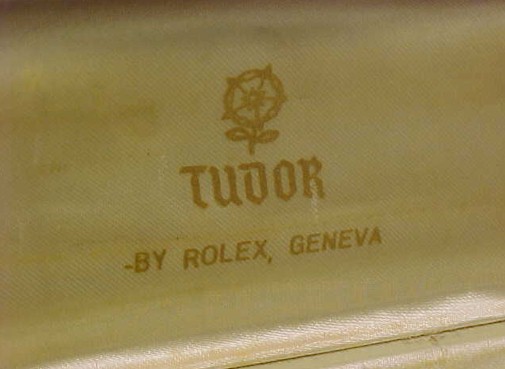 TUDOR
-BY ROLEX, GENEVA